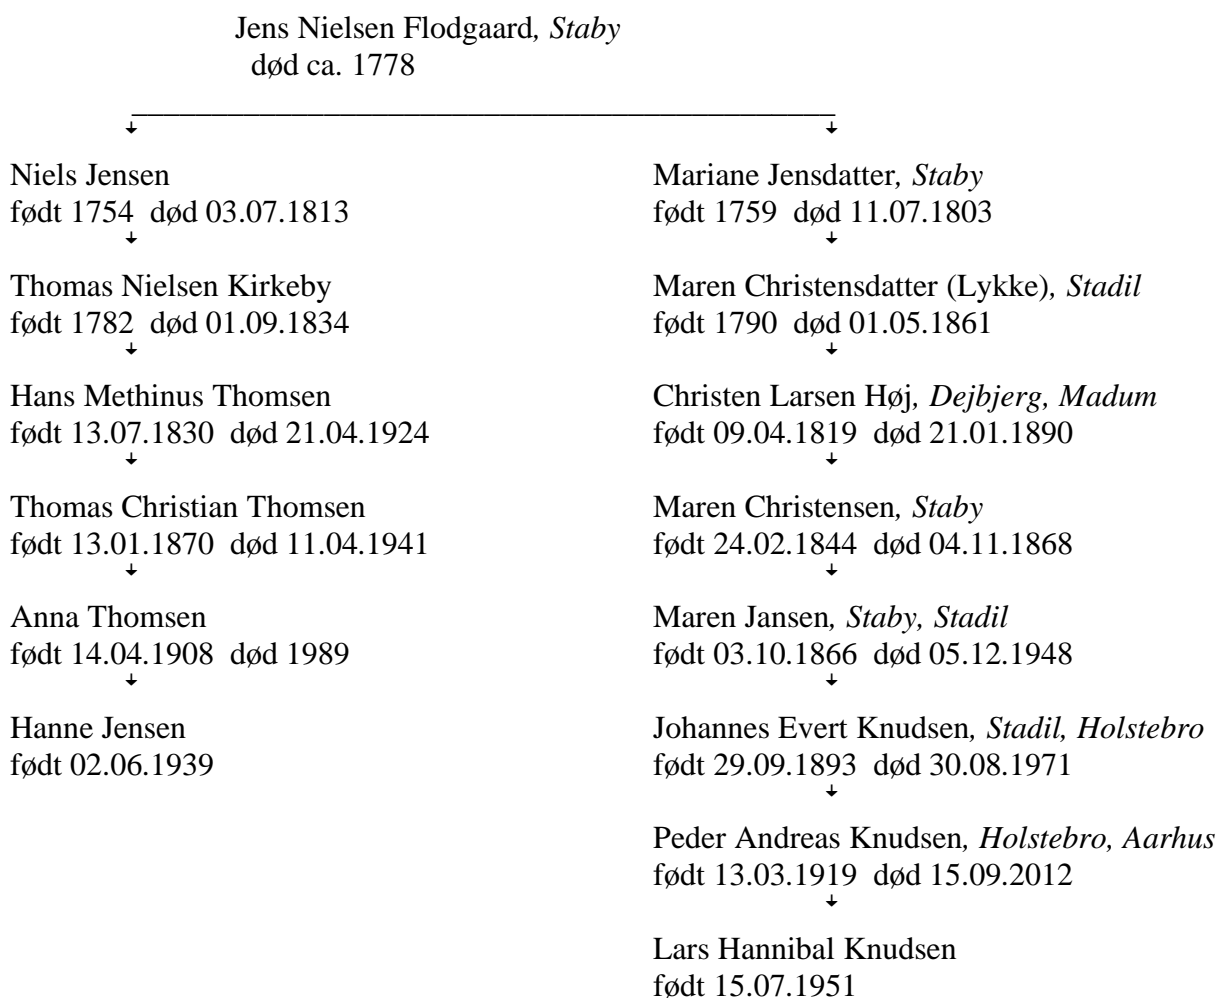 Jens Nielsen Flodgaard, Staby
død ca. 1778
Niels Jensen
født 1754 død 03.07.1813
Thomas Nielsen Kirkeby
født 1782 død 01.09.1834
Hans Methinus Thomsen
født 13.07.1830 død 21.04.1924
Thomas Christian Thomsen
født 13.01.1870 død 11.04.1941
Anna Thomsen
født 14.04.1908 død 1989
Hanne Jensen
født 02.06.1939
Mariane Jensdatter, Staby
født 1759 død 11.07.1803
Maren Christensdatter (Lykke), Stadil
født 1790 død 01.05.1861
Christen Larsen Høj, Dejbjerg, Madum
født 09.04.1819 død 21.01.1890
Maren Christensen, Staby
født 24.02.1844 død 04.11.1868
Maren Jansen, Staby, Stadil
født 03.10.1866 død 05.12.1948
Johannes Evert Knudsen, Stadil, Holstebro
født 29.09.1893 død 30.08.1971
Peder Andreas Knudsen, Holstebro, Aarhus
født 13.03.1919 død 15.09.2012
Lars Hannibal Knudsen
født 15.07.1951